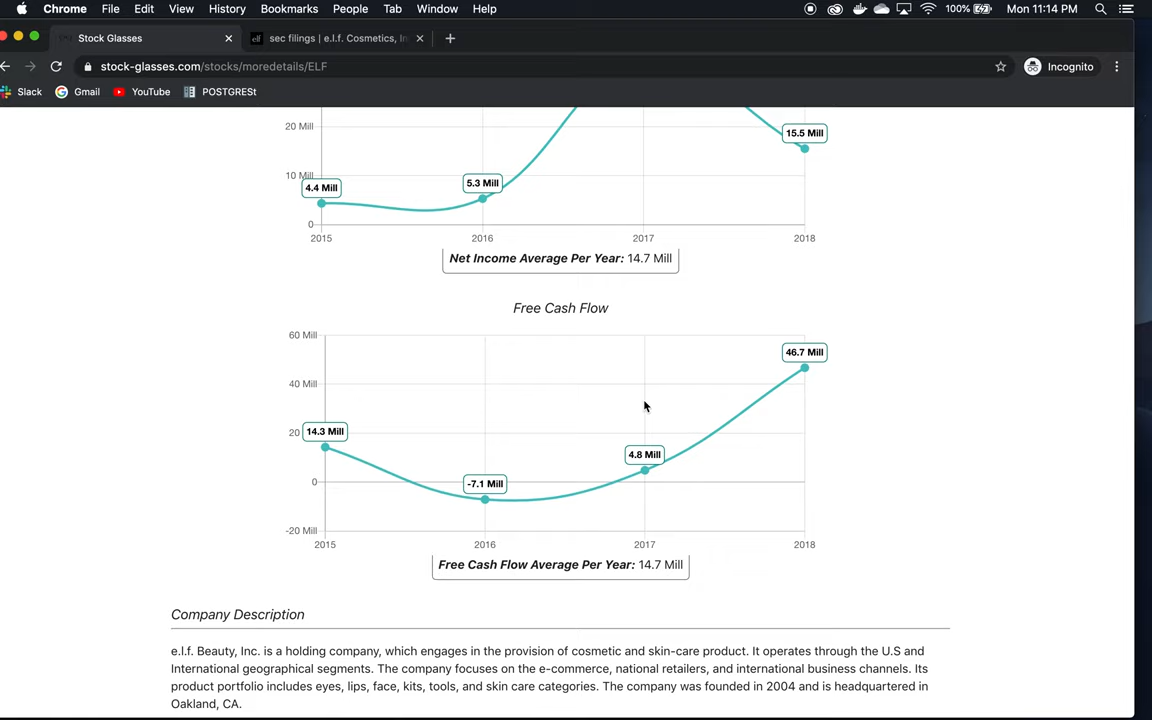 Chrome File Edit View History Bookmarks People Tab Window Help 100% Mon 11:14 PM
Stock Glasses
elf sec filings | e.l.f. Cosmetics, In
stock-glasses.com/stocks/moredetails/ELF
Incognito
Slack Gmail YouTube POSTGRESt
20 Mill
15.5 Mill
10 Mill
4.4 Mill
5.3 Mill
0
2015 2016 2017 2018
Net Income Average Per Year: 14.7 Mill
Free Cash Flow
60 Mill
46.7 Mill
40 Mill
20
14.3 Mill
4.8 Mill
0
-7.1 Mill
-20 Mill
2015 2016 2017 2018
Free Cash Flow Average Per Year: 14.7 Mill
Company Description
e.l.f. Beauty, Inc. is a holding company, which engages in the provision of cosmetic and skin-care product. It operates through the U.S and
International geographical segments. The company focuses on the e-commerce, national retailers, and international business channels. Its
product portfolio includes eyes, lips, face, kits, tools, and skin care categories. The company was founded in 2004 and is headquartered in
Oakland, CA.